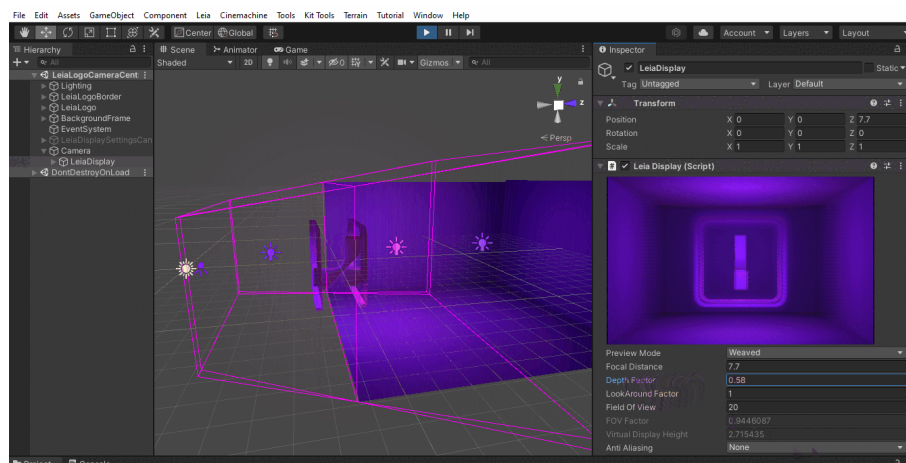 File Edit Assets GameObject Component Leia Cinemachine Tools Kit Tools Terrain Tutorial Window Help
Center Global Account Layers Layout
Hierarchy Scene Animator Game Inspector
All Shaded 2D 0 Gizmos All LeiaDisplay Static
LeiaLogoCameraCent Tag Untagged Layer Default
Lighting
LeiaLogoBorder y
LeiaLogo z Transform
BackgroundFrame Position X 0 Y 0 Z 7.7
EventSystem Rotation X 0 Y 0 Z 0
LeiaDisplaySettingsCan Persp Scale X 1 Y 1 Z 1
Camera
LeiaDisplay Leia Display (Script)
DontDestroyOnLoad
Preview Mode Weaved
Focal Distance 7.7
Depth Factor 0.58
LookAround Factor 1
Field Of View 20
FOV Factor 0.9446087
Virtual Display Height 2.715435
Anti Aliasing None
Project Console